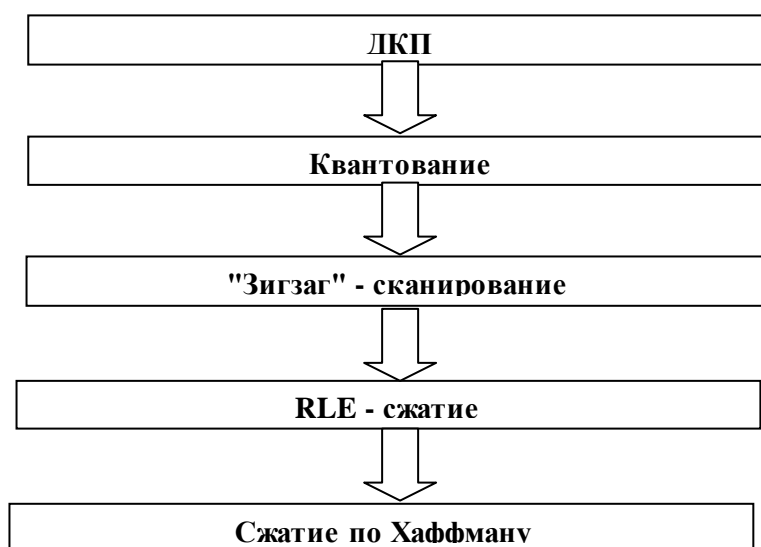 ДКП
Квантование
"Зигзаг" - сканирование
RLE - сжатие
Сжатие по Хаффману